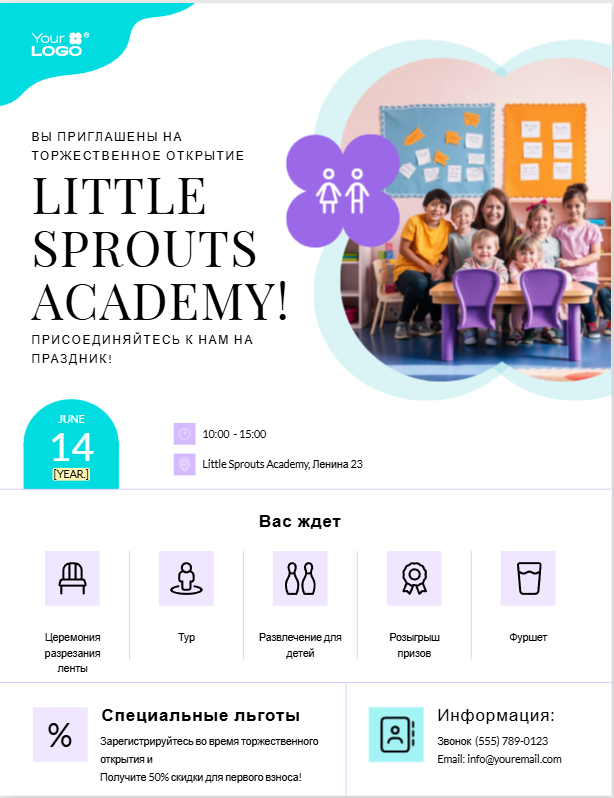 Your ®
LOGO
ВЫ ПРИГЛАШЕНЫ НА
ТОРЖЕСТВЕННОЕ ОТКРЫТИЕ
LITTLE
SPROUTS
ACADEMY!
ПРИСОЕДИНЯЙТЕСЬ К НАМ НА
ПРАЗДНИК!
JUNE
14
[YEAR]
10:00 - 15:00
Little Sprouts Academy, Ленина 23
Вас ждет
Церемония
разрезания
ленты
Тур
Развлечение для
детей
Розыгрыш
призов
Фуршет
%
Специальные льготы
Зарегистрируйтесь во время торжественного
открытия и
Получите 50% скидки для первого взноса!
Информация:
Звонок (555) 789-0123
Email: info@youremail.com